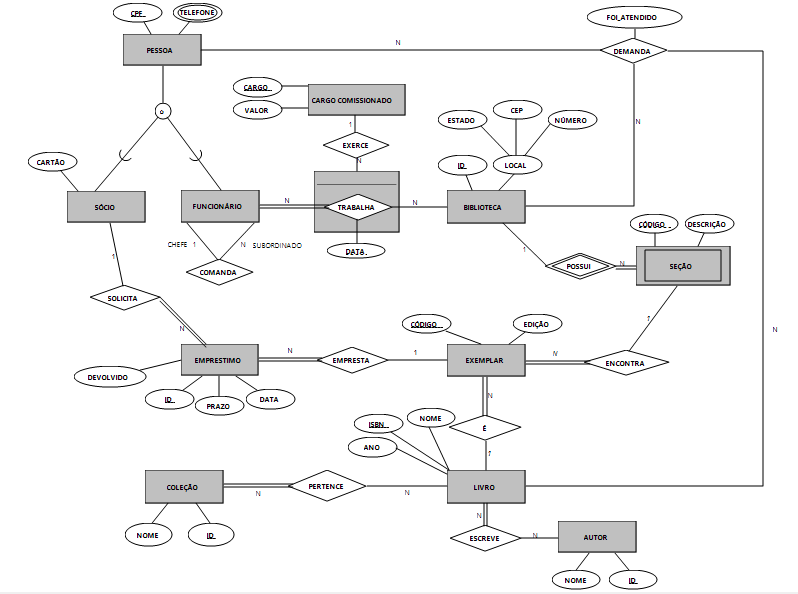 CPF
TELEFONE
FOI_ATENDIDO
PESSOA
N
DEMANDA
CARGO
VALOR
CARGO COMISSIONADO
o
1
EXERCE
N
ESTADO
CEP
NÚMERO
N
CARTÃO
ID
LOCAL
SÓCIO
FUNCIONÁRIO
N
TRABALHA
N
BIBLIOTECA
DATA
CÓDIGO
DESCRIÇÃO
CHEFE 1
N SUBORDINADO
COMANDA
1
1
POSSUI
N
SEÇÃO
SOLICITA
N
CÓDIGO
EDIÇÃO
1
N
EMPRESTIMO
N
EMPRESTA
1
EXEMPLAR
N
ENCONTRA
DEVOLVIDO
ID
PRAZO
DATA
N
ISBN
NOME
É
ANO
1
COLEÇÃO
N
PERTENCE
N
LIVRO
N
NOME
ID
ESCREVE
N
AUTOR
NOME
ID